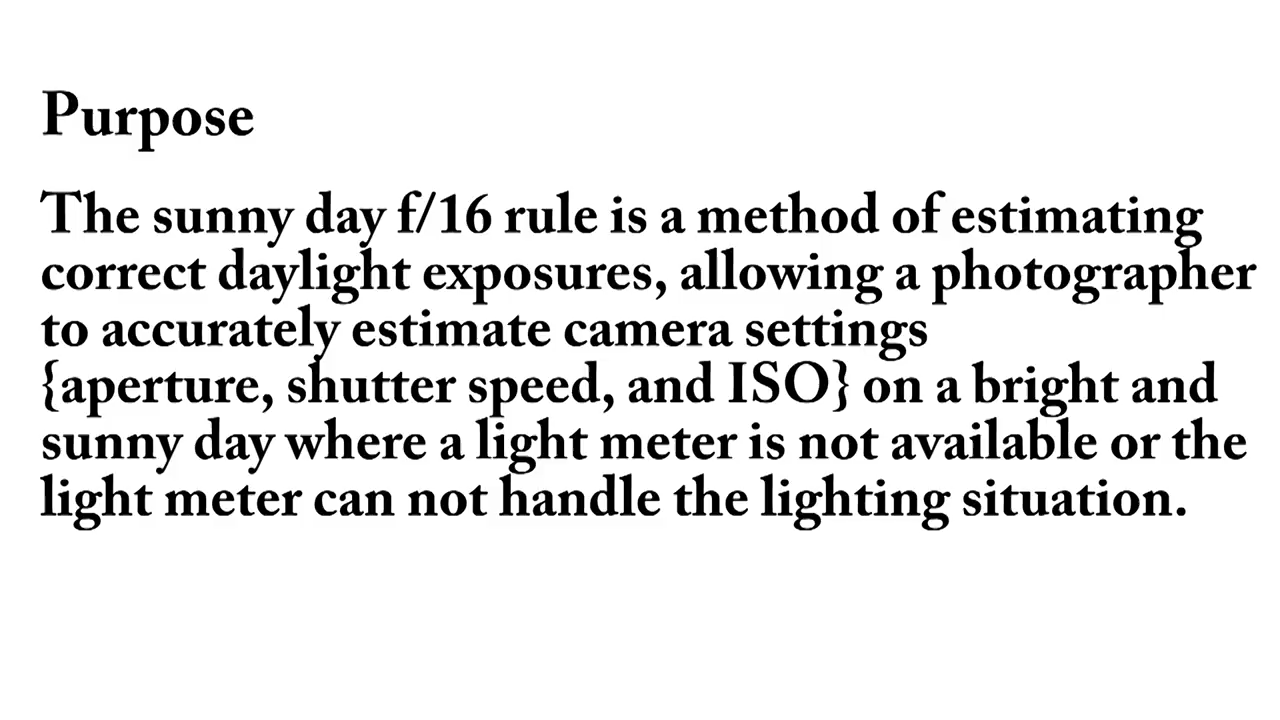 Purpose
The sunny day f/16 rule is a method of estimating
correct daylight exposures, allowing a photographer
to accurately estimate camera settings
{aperture, shutter speed, and ISO} on a bright and
sunny day where a light meter is not available or the
light meter can not handle the lighting situation.